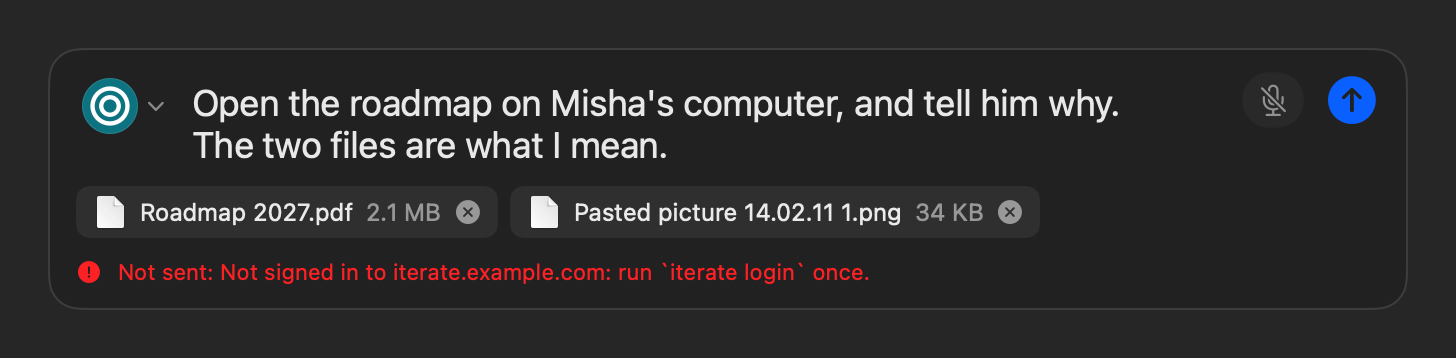 Open the roadmap on Misha's computer, and tell him why.
The two files are what I mean.
Roadmap 2027.pdf 2.1 MB
Pasted picture 14.02.11 1.png 34 KB
Not sent: Not signed in to iterate.example.com: run `iterate login` once.